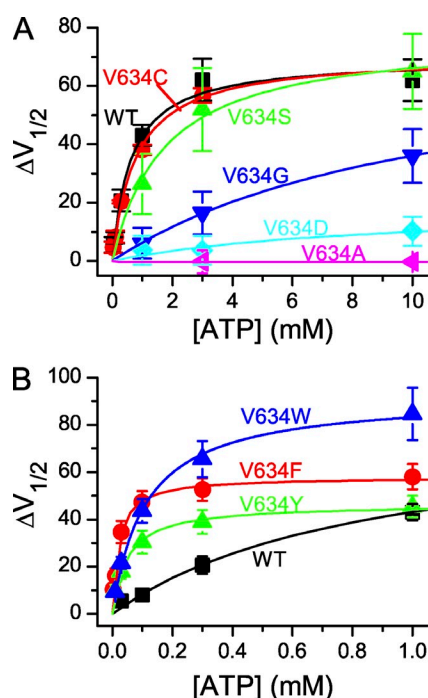 A
80
60
40
20
0
ΔV1/2
V634C
WT
V634S
V634G
V634D
V634A
0 2 4 6 8 10
[ATP] (mM)
B
100
80
60
40
20
0
ΔV1/2
V634W
V634F
V634Y
WT
0.0 0.2 0.4 0.6 0.8 1.0
[ATP] (mM)